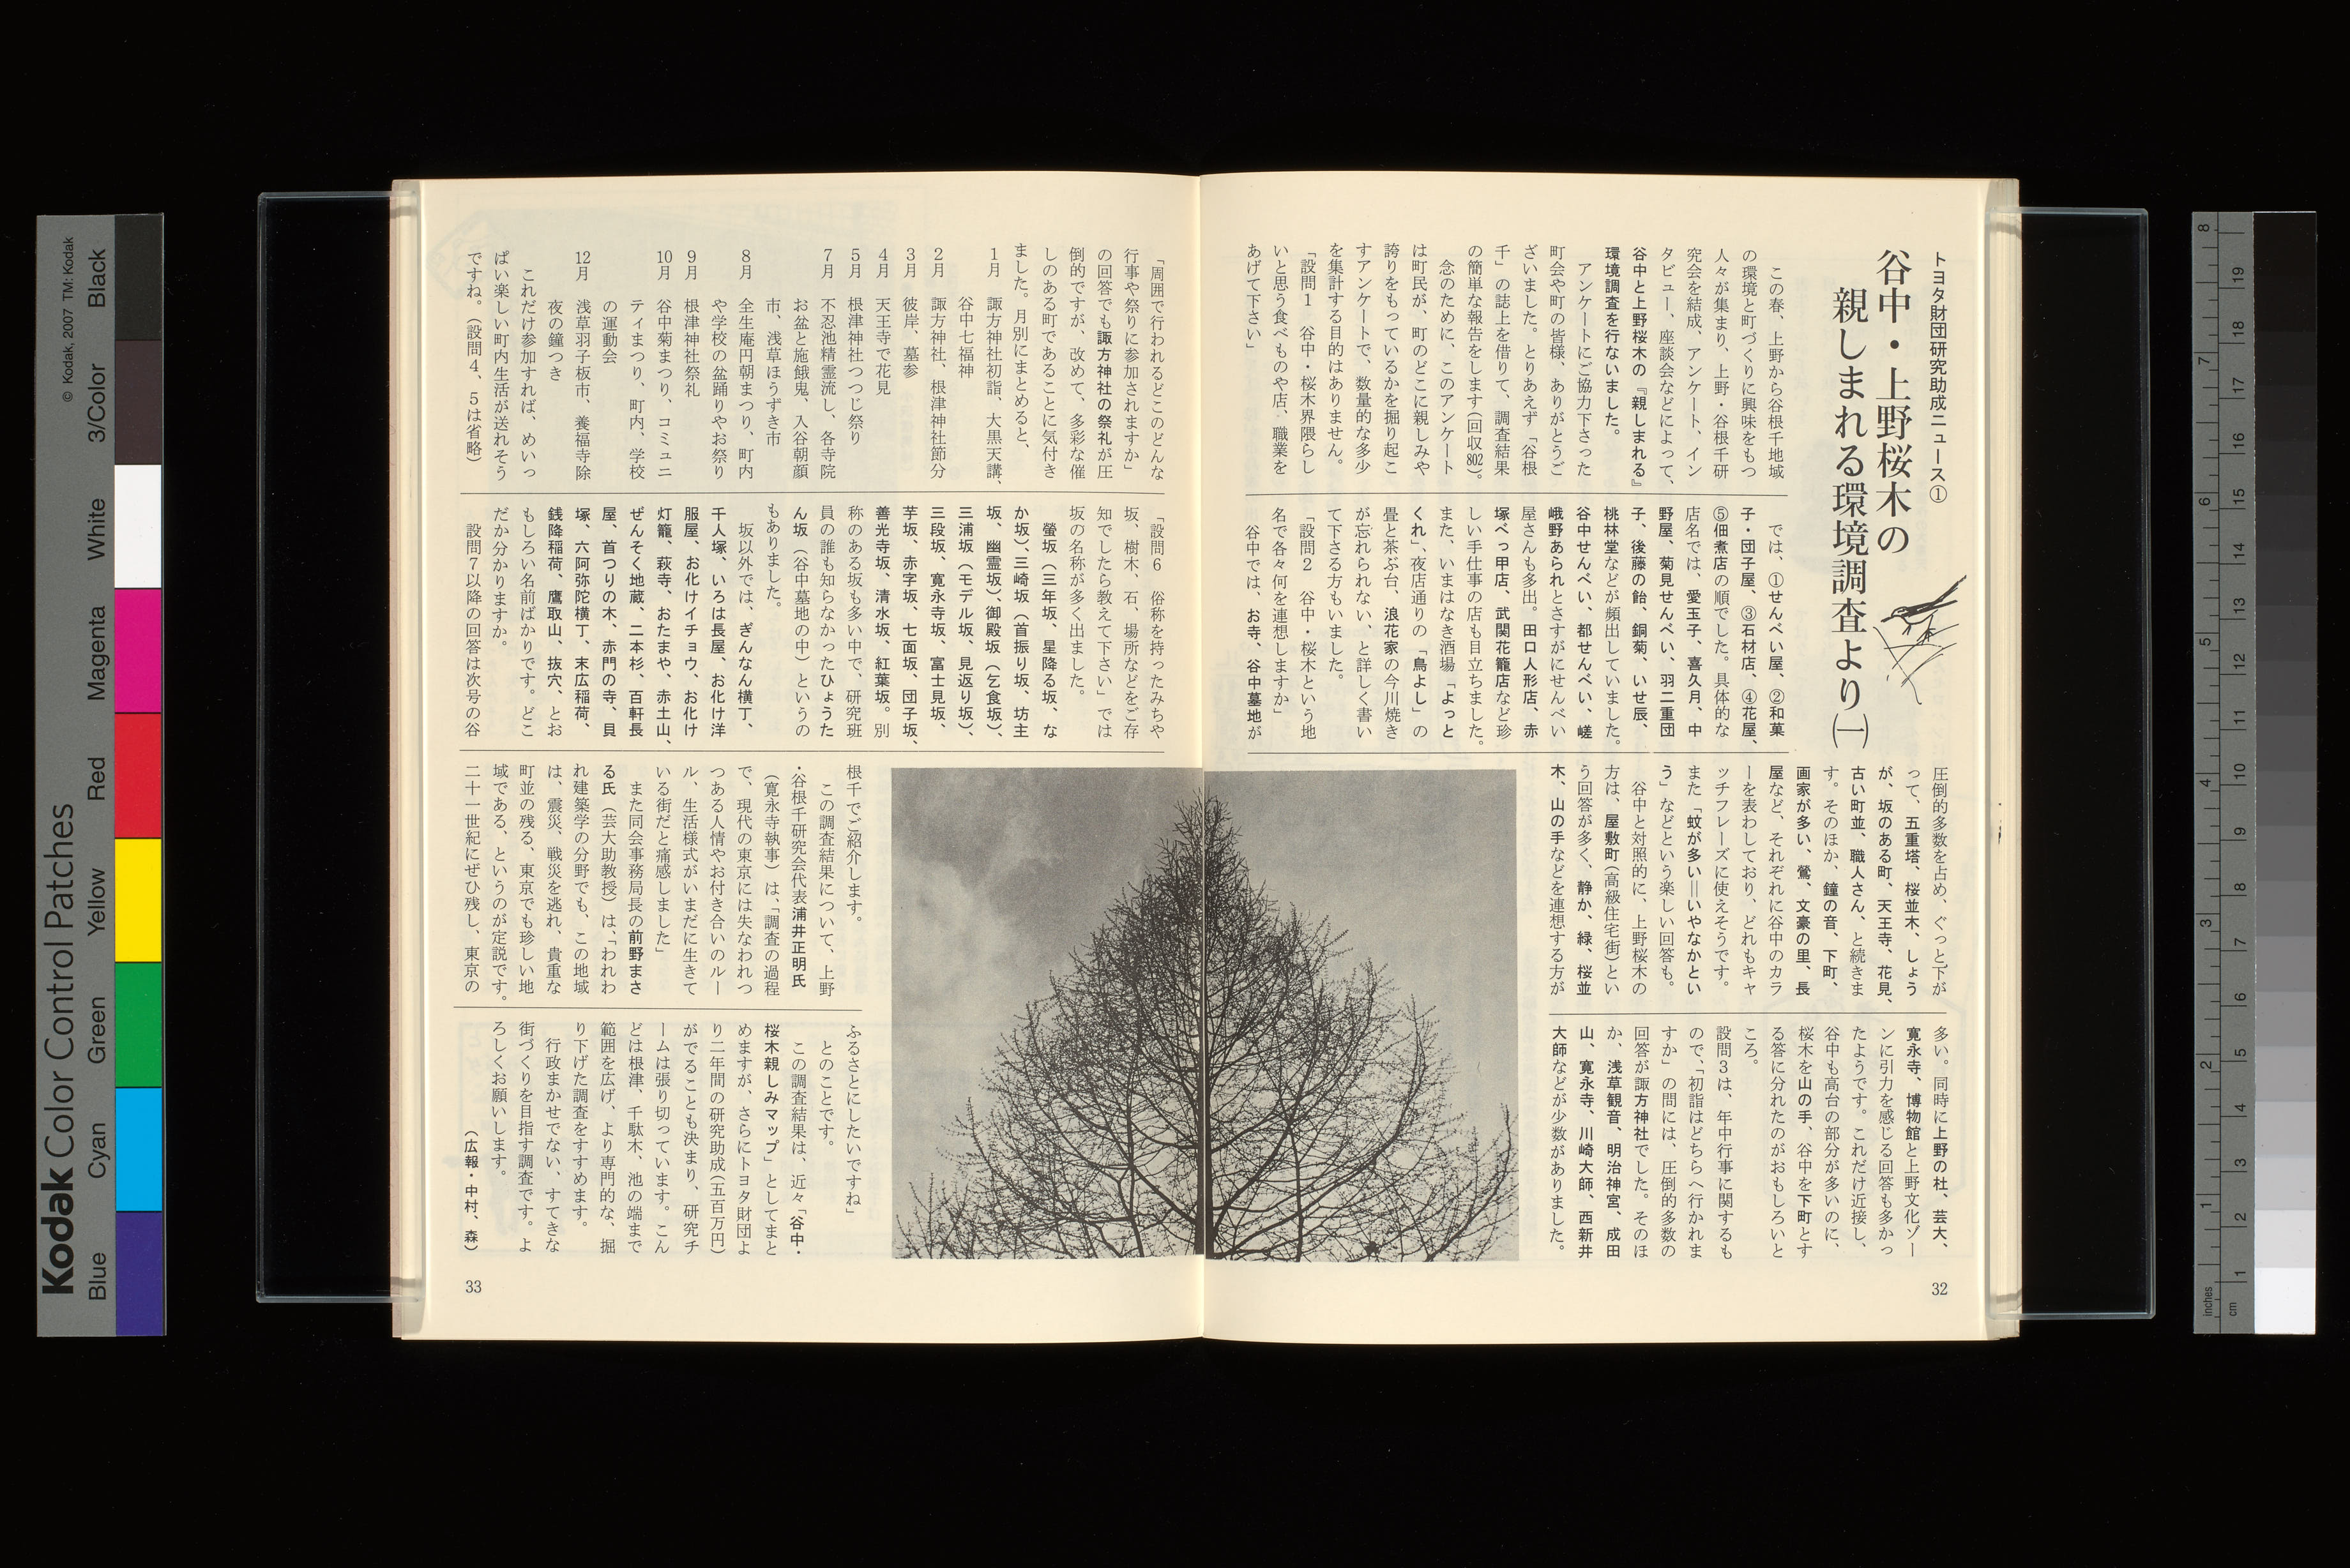 トヨタ財団研究助成ニュース①
谷中・上野桜木の
親しまれる環境調査より㈠
この春、上野から谷根千地域
の環境と町づくりに興味をもつ
人々が集まり、上野・谷根千研
究会を結成、アンケート、イン
タビュー、座談会などによって、
谷中と上野桜木の『親しまれる』
環境調査を行ないました。
アンケートにご協力下さった
町会や町の皆様、ありがとうご
ざいました。とりあえず「谷根
千」の誌上を借りて、調査結果
の簡単な報告をします(回収802)。
念のために、このアンケート
は町民が、町のどこに親しみや
誇りをもっているかを掘り起こ
すアンケートで、数量的な多少
を集計する目的はありません。
「設問1 谷中・桜木界隈らし
いと思う食べものや店、職業を
あげて下さい」
では、①せんべい屋、②和菓
子・団子屋、③石材店、④花屋、
⑤佃煮店の順でした。具体的な
店名では、愛玉子、喜久月、中
野屋、菊見せんべい、羽二重団
子、後藤の飴、銅菊、いせ辰、
桃林堂などが頻出していました。
谷中せんべい、都せんべい、嵯
峨野あられとさすがにせんべい
屋さんも多出。田口人形店、赤
塚べっ甲店、武関花籠店など珍
しい手仕事の店も目立ちました。
また、いまはなき酒場「よっと
くれ」、夜店通りの「鳥よし」の
畳と茶ぶ台、浪花家の今川焼き
が忘れられない、と詳しく書い
て下さる方もいました。
「設問2 谷中・桜木という地
名で各々何を連想しますか」
谷中では、お寺、谷中墓地が
圧倒的多数を占め、ぐっと下が
って、五重塔、桜並木、しょう
が、坂のある町、天王寺、花見、
古い町並、職人さん、と続きま
す。そのほか、鐘の音、下町、
画家が多い、鶯、文豪の里、長
屋など、それぞれに谷中のカラ
ーを表わしており、どれもキャ
ッチフレーズに使えそうです。
また「蚊が多い＝いやなかとい
う」などという楽しい回答も。
谷中と対照的に、上野桜木の
方は、屋敷町(高級住宅街)とい
う回答が多く、静か、緑、桜並
木、山の手などを連想する方が
多い。同時に上野の杜、芸大、
寛永寺、博物館と上野文化ゾー
ンに引力を感じる回答も多かっ
たようです。これだけ近接し、
谷中も高台の部分が多いのに、
桜木を山の手、谷中を下町とす
る答に分れたのがおもしろいと
ころ。
設問3は、年中行事に関するも
ので、「初詣はどちらへ行かれま
すか」の問には、圧倒的多数の
回答が諏方神社でした。そのほ
か、浅草観音、明治神宮、成田
山、寛永寺、川崎大師、西新井
大師などが少数がありました。
32
「周囲で行われるどこのどんな
行事や祭りに参加されますか」
の回答でも諏方神社の祭礼が圧
倒的ですが、改めて、多彩な催
しのある町であることに気付き
ました。月別にまとめると、
1月 諏方神社初詣、大黒天講、
谷中七福神
2月 諏方神社、根津神社節分
3月 彼岸、墓参
4月 天王寺で花見
5月 根津神社つつじ祭り
7月 不忍池精霊流し、各寺院
お盆と施餓鬼、入谷朝顔
市、浅草ほうずき市
8月 全生庵円朝まつり、町内
や学校の盆踊りやお祭り
9月 根津神社祭礼
10月 谷中菊まつり、コミュニ
ティまつり、町内、学校
の運動会
12月 浅草羽子板市、養福寺除
夜の鐘つき
これだけ参加すれば、めいっ
ぱい楽しい町内生活が送れそう
ですね。(設問4、5は省略)
「設問6 俗称を持ったみちや
坂、樹木、石、場所などをご存
知でしたら教えて下さい」では
坂の名称が多く出ました。
螢坂(三年坂、星降る坂、な
か坂)、三崎坂(首振り坂、坊主
坂、幽霊坂)、御殿坂(乞食坂)、
三浦坂(モデル坂、見返り坂)、
三段坂、寛永寺坂、富士見坂、
芋坂、赤字坂、七面坂、団子坂、
善光寺坂、清水坂、紅葉坂。別
称のある坂も多い中で、研究班
員の誰も知らなかったひょうた
ん坂(谷中墓地の中)というの
もありました。
坂以外では、ぎんなん横丁、
千人塚、いろは長屋、お化け洋
服屋、お化けイチョウ、お化け
灯籠、萩寺、おたまや、赤土山、
ぜんそく地蔵、二本杉、百軒長
屋、首つりの木、赤門の寺、貝
塚、六阿弥陀横丁、末広稲荷、
銭降稲荷、鷹取山、抜穴、とお
もしろい名前ばかりです。どこ
だか分かりますか。
設問7以降の回答は次号の谷
根千でご紹介します。
この調査結果について、上野
・谷根千研究会代表浦井正明氏
(寛永寺執事)は、「調査の過程
で、現代の東京には失なわれつ
つある人情やお付き合いのルー
ル、生活様式がいまだに生きて
いる街だと痛感しました」
また同会事務局長の前野まさ
る氏(芸大助教授)は、「われわ
れ建築学の分野でも、この地域
は、震災、戦災を逃れ、貴重な
町並の残る、東京でも珍しい地
域である、というのが定説です。
二十一世紀にぜひ残し、東京の
ふるさとにしたいですね」
とのことです。
この調査結果は、近々「谷中・
桜木親しみマップ」としてまと
めますが、さらにトヨタ財団よ
り二年間の研究助成(五百万円)
がでることも決まり、研究チ
ームは張り切っています。こん
どは根津、千駄木、池の端まで
範囲を広げ、より専門的な、掘
り下げた調査をすすめます。
行政まかせでない、すてきな
街づくりを目指す調査です。よ
ろしくお願いします。
(広報・中村、森)
33
Kodak Color Control Patches
© Kodak, 2007 TM: Kodak
Blue Cyan Green Yellow Red Magenta White 3/Color Black
inches 1 2 3 4 5 6 7 8
cm 1 2 3 4 5 6 7 8 9 10 11 12 13 14 15 16 17 18 19